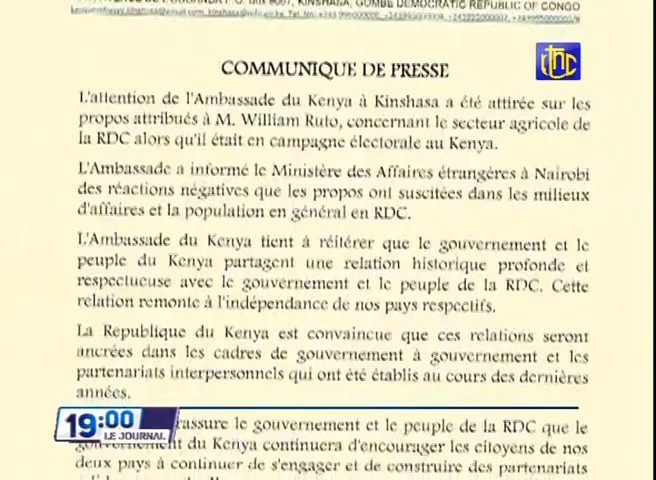 KINSHASA, GOMBE DEMOCRATIC REPUBLIC OF CONGO
COMMUNIQUE DE PRESSE
L'attention de l'Ambassade du Kenya à Kinshasa a été attirée sur les
propos attribués à M. William Ruto, concernant le secteur agricole de
la RDC alors qu'il était en campagne électorale au Kenya.
L'Ambassade a informé le Ministère des Affaires étrangères à Nairobi
des réactions négatives que les propos ont suscitées dans les milieux
d'affaires et la population en général en RDC.
L'Ambassade du Kenya tient à réitérer que le gouvernement et le
peuple du Kenya partagent une relation historique profonde et
respectueuse avec le gouvernement et le peuple de la RDC. Cette
relation remonte à l'indépendance de nos pays respectifs.
La Republique du Kenya est convaincue que ces relations seront
ancrées dans les cadres de gouvernement à gouvernement et les
partenariats interpersonnels qui ont été établis au cours des dernières
années.
rassure le gouvernement et le peuple de la RDC que le
gouvernement du Kenya continuera d'encourager les citoyens de nos
deux pays à continuer de s'engager et de construire des partenariats
19:00
LE JOURNAL